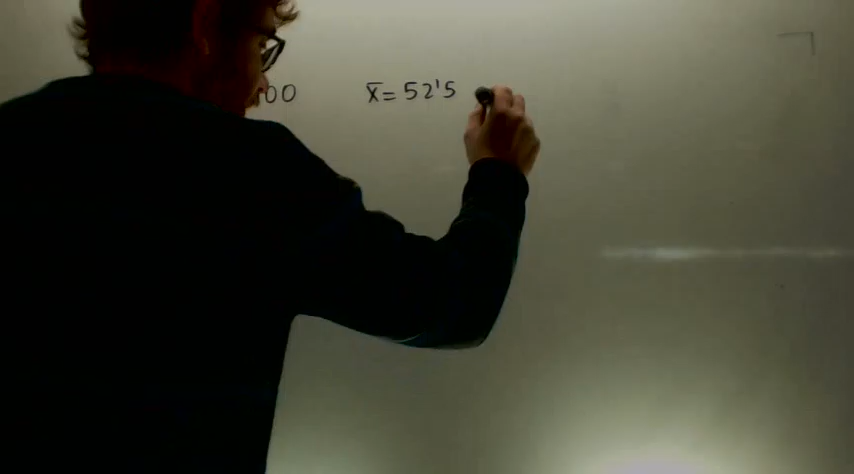 00 x̄ = 52'5